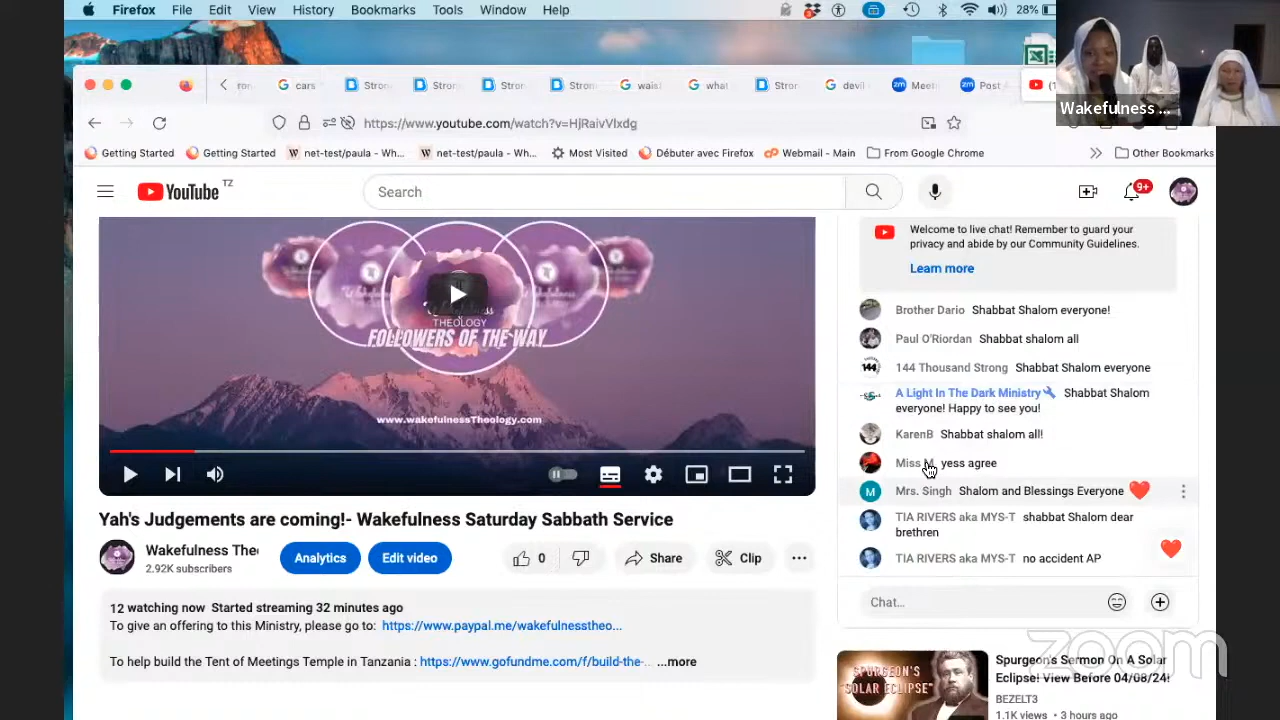 Firefox File Edit View History Bookmarks Tools Window Help
28%
cars
Stron
Stron
Stron
Stron
waist
what
Stror
devil
zm Meet
zm Post
Wakefulness ...
https://www.youtube.com/watch?v=HjRaivVlxdg
Getting Started
Getting Started
net-test/paula - Wh...
net-test/paula - Wh...
Most Visited
Débuter avec Firefox
Webmail - Main
From Google Chrome
Other Bookmarks
YouTube TZ
Search
9+
Welcome to live chat! Remember to guard your
privacy and abide by our Community Guidelines.
Learn more
THEOLOGY
FOLLOWERS OF THE WAY
www.wakefulnessTheology.com
Brother Dario Shabbat Shalom everyone!
Paul O'Riordan Shabbat shalom all
144 Thousand Strong Shabbat Shalom everyone
A Light In The Dark Ministry Shabbat Shalom
everyone! Happy to see you!
KarenB Shabbat shalom all!
Miss M yess agree
M Mrs. Singh Shalom and Blessings Everyone
TIA RIVERS aka MYS-T shabbat Shalom dear
brethren
TIA RIVERS aka MYS-T no accident AP
Chat...
Yah's Judgements are coming!- Wakefulness Saturday Sabbath Service
Wakefulness The
2.92K subscribers
Analytics
Edit video
0
Share
Clip
12 watching now Started streaming 32 minutes ago
To give an offering to this Ministry, please go to: https://www.paypal.me/wakefulnesstheo...
To help build the Tent of Meetings Temple in Tanzania : https://www.gofundme.com/f/build-the-... ...more
zoom
SPURGEON'S
"SOLAR ECLIPSE"
Spurgeon's Sermon On A Solar
Eclipse! View Before 04/08/24!
BEZELT3
1.1K views • 3 hours ago